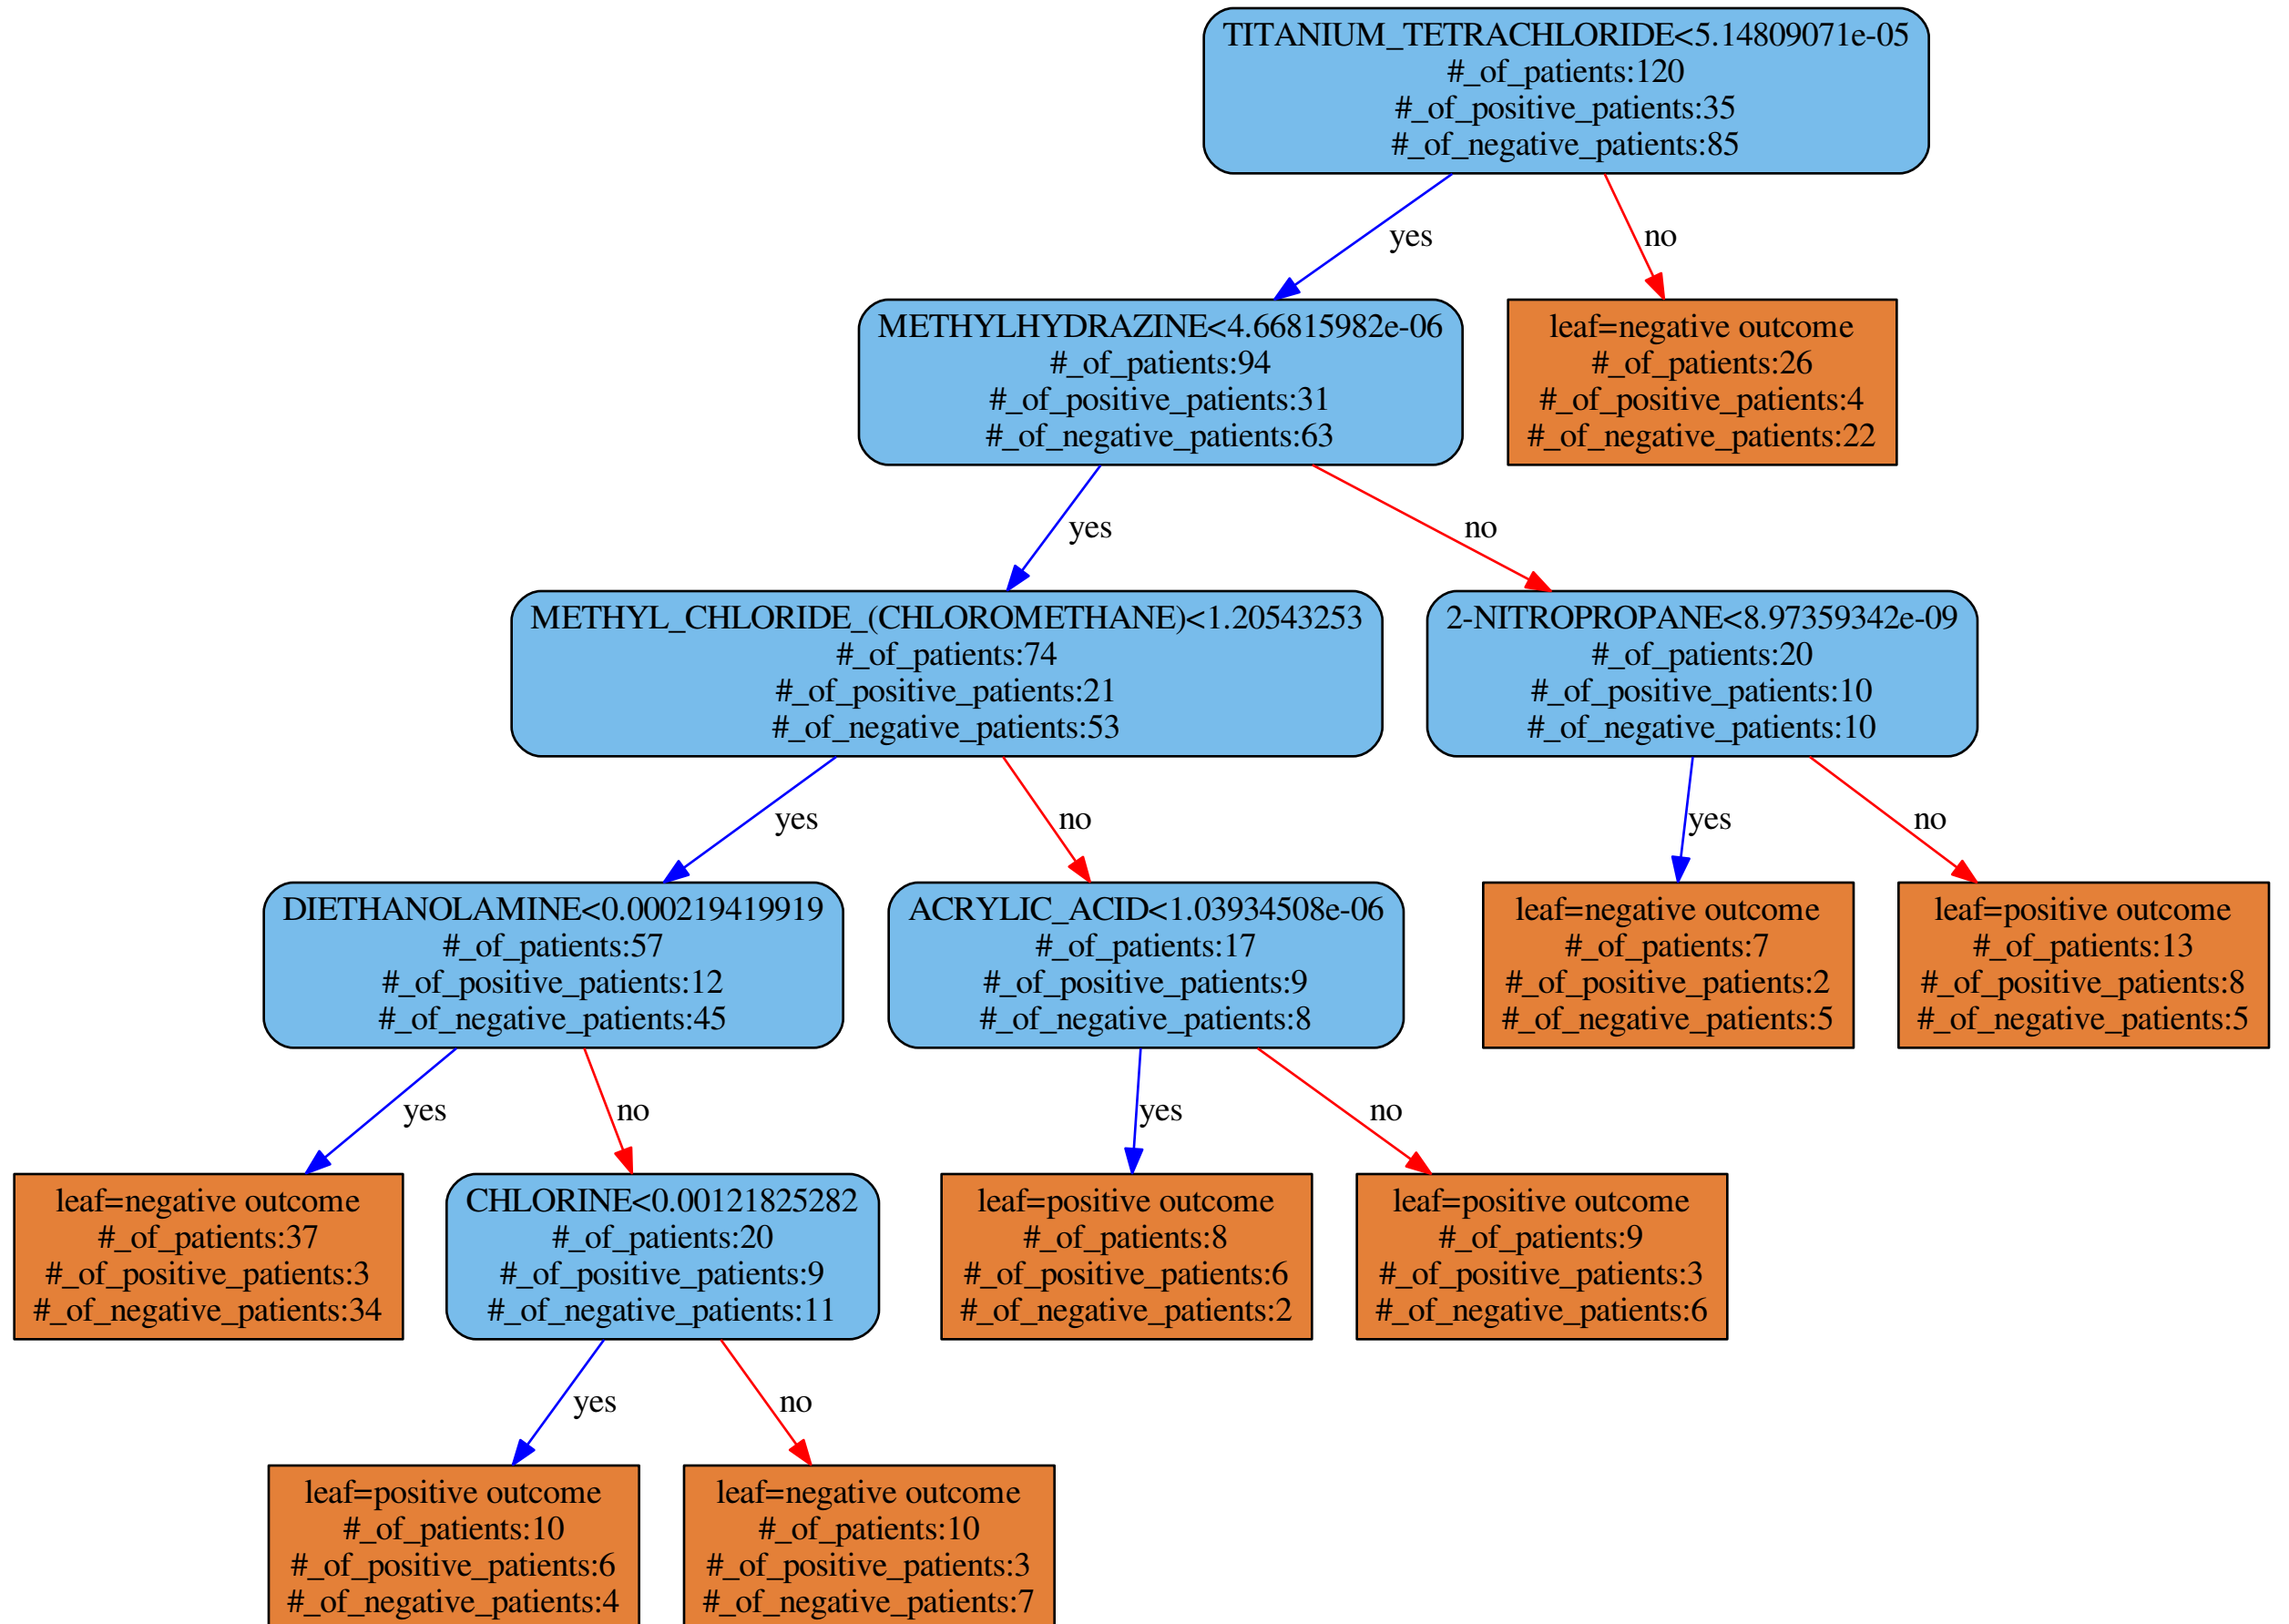 TITANIUM_TETRACHLORIDE<5.14809071e-05
#_of_patients:120
#_of_positive_patients:35
#_of_negative_patients:85
yes
no
METHYLHYDRAZINE<4.66815982e-06
#_of_patients:94
#_of_positive_patients:31
#_of_negative_patients:63
leaf=negative outcome
#_of_patients:26
#_of_positive_patients:4
#_of_negative_patients:22
yes
no
METHYL_CHLORIDE_(CHLOROMETHANE)<1.20543253
#_of_patients:74
#_of_positive_patients:21
#_of_negative_patients:53
2-NITROPROPANE<8.97359342e-09
#_of_patients:20
#_of_positive_patients:10
#_of_negative_patients:10
yes
no
yes
no
DIETHANOLAMINE<0.000219419919
#_of_patients:57
#_of_positive_patients:12
#_of_negative_patients:45
ACRYLIC_ACID<1.03934508e-06
#_of_patients:17
#_of_positive_patients:9
#_of_negative_patients:8
leaf=negative outcome
#_of_patients:7
#_of_positive_patients:2
#_of_negative_patients:5
leaf=positive outcome
#_of_patients:13
#_of_positive_patients:8
#_of_negative_patients:5
yes
no
yes
no
leaf=negative outcome
#_of_patients:37
#_of_positive_patients:3
#_of_negative_patients:34
CHLORINE<0.00121825282
#_of_patients:20
#_of_positive_patients:9
#_of_negative_patients:11
leaf=positive outcome
#_of_patients:8
#_of_positive_patients:6
#_of_negative_patients:2
leaf=positive outcome
#_of_patients:9
#_of_positive_patients:3
#_of_negative_patients:6
yes
no
leaf=positive outcome
#_of_patients:10
#_of_positive_patients:6
#_of_negative_patients:4
leaf=negative outcome
#_of_patients:10
#_of_positive_patients:3
#_of_negative_patients:7